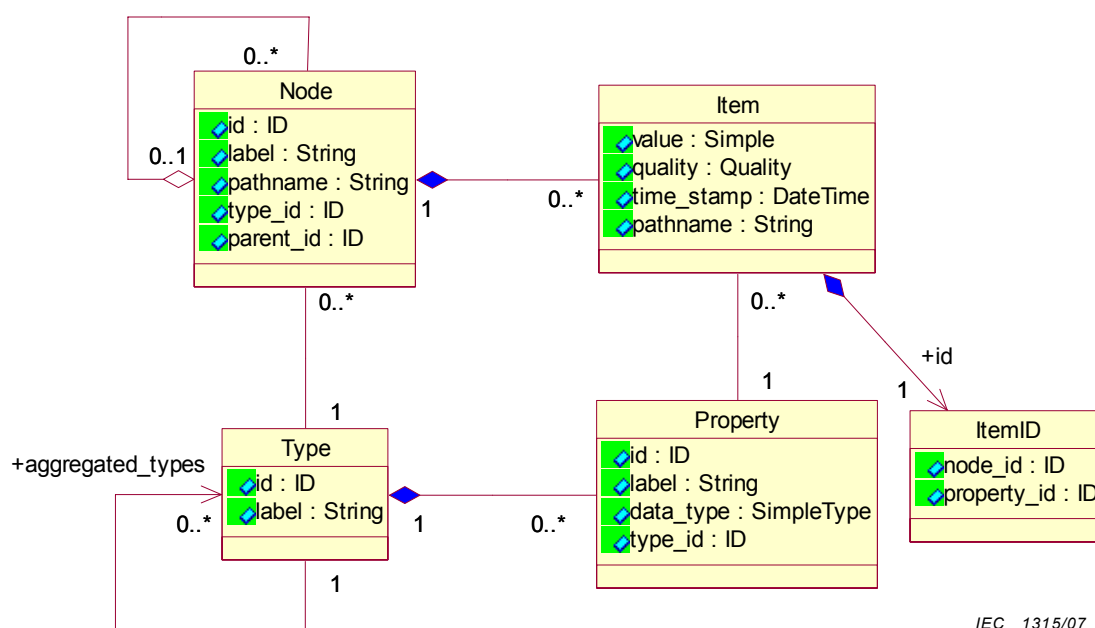 0..*
Node
id : ID
label : String
pathname : String
type_id : ID
parent_id : ID
0..1
1
0..*
Item
value : Simple
quality : Quality
time_stamp : DateTime
pathname : String
0..*
0..*
+id
1
1
1
ItemID
node_id : ID
property_id : ID
Type
id : ID
label : String
+aggregated_types
0..*
1
0..*
1
Property
id : ID
label : String
data_type : SimpleType
type_id : ID
IEC 1315/07